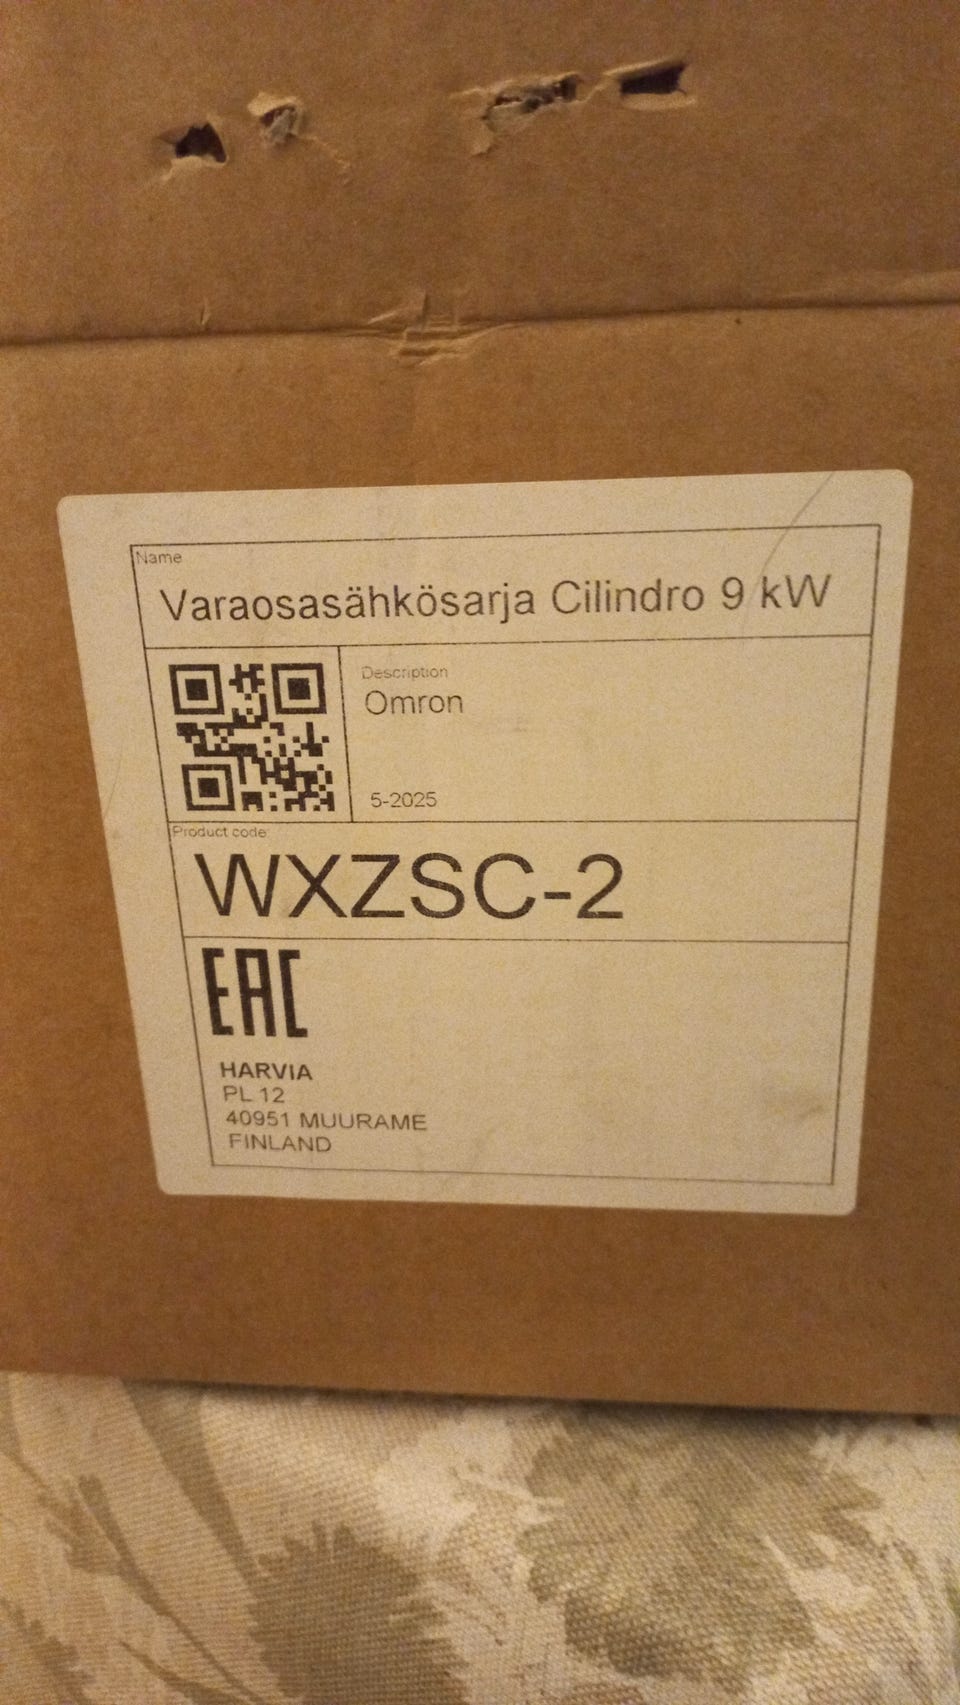 Name
Varaosasähkösarja Cilindro 9 kW
Description
Omron
5-2025
Product code:
WXZSC-2
EAC
HARVIA
PL 12
40951 MUURAME
FINLAND